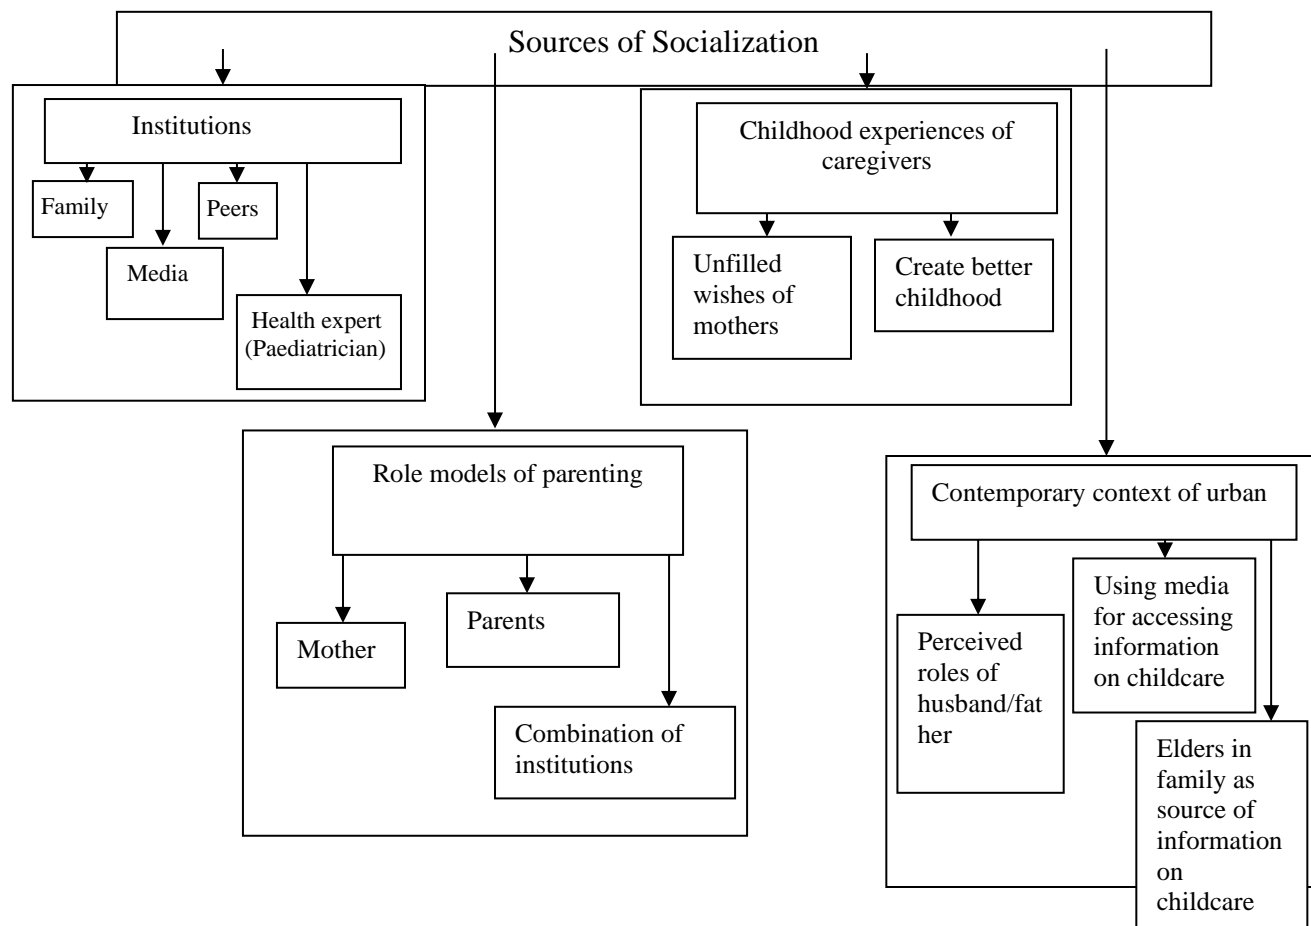 Sources of Socialization
Institutions
Family
Peers
Media
Health expert
(Paediatrician)
Childhood experiences of
caregivers
Unfilled
wishes of
mothers
Create better
childhood
Role models of parenting
Mother
Parents
Combination of
institutions
Contemporary context of urban
Perceived
roles of
husband/fat
her
Using media
for accessing
information
on childcare
Elders in
family as
source of
information
on
childcare